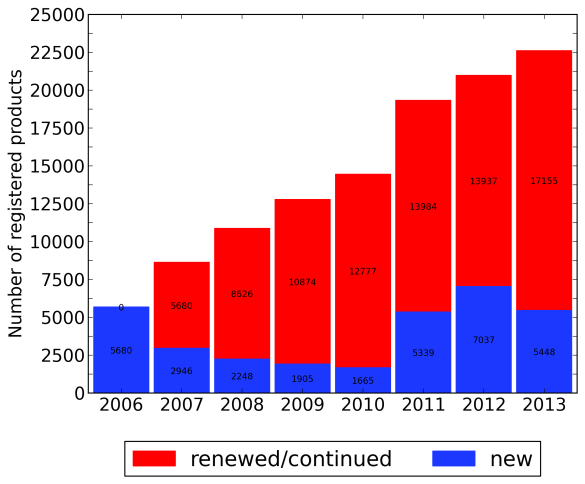 Number of registered products
25000
22500
20000
17500
15000
12500
10000
7500
5000
2500
0
0 5680 8626 10874 12777 13984 13937 17155
5680 2946 2248 1905 1665 5339 7037 5448
2006 2007 2008 2009 2010 2011 2012 2013
renewed/continued new